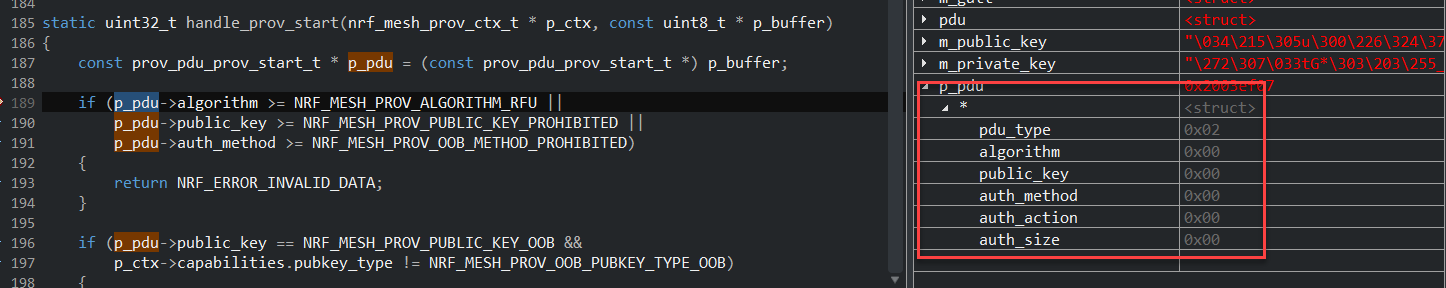 184
185 static uint32_t handle_prov_start(nrf_mesh_prov_ctx_t * p_ctx, const uint8_t * p_buffer)
186 {
187 const prov_pdu_prov_start_t * p_pdu = (const prov_pdu_prov_start_t *) p_buffer;
188
189 if (p_pdu->algorithm >= NRF_MESH_PROV_ALGORITHM_RFU ||
190 p_pdu->public_key >= NRF_MESH_PROV_PUBLIC_KEY_PROHIBITED ||
191 p_pdu->auth_method >= NRF_MESH_PROV_OOB_METHOD_PROHIBITED)
192 {
193 return NRF_ERROR_INVALID_DATA;
194 }
195
196 if (p_pdu->public_key == NRF_MESH_PROV_PUBLIC_KEY_OOB &&
197 p_ctx->capabilities.pubkey_type != NRF_MESH_PROV_OOB_PUBKEY_TYPE_OOB)
198 {
m_gatt <struct>
pdu <struct>
m_public_key "\034\215\305u\300\226\324\37
m_private_key "\272\307\033tG*\303\203\255_
p_pdu
* <struct>
pdu_type 0x02
algorithm 0x00
public_key 0x00
auth_method 0x00
auth_action 0x00
auth_size 0x00